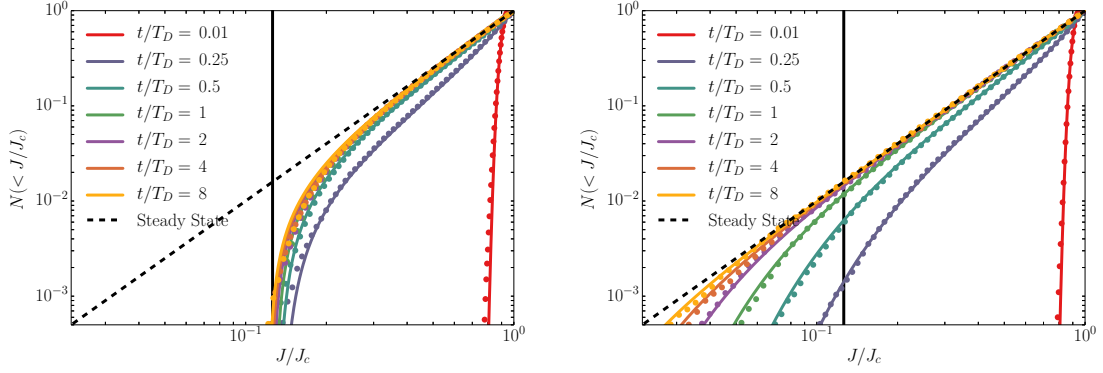 10^0
10^{-1}
10^{-2}
10^{-3}
N(< J/J_c)
t/T_D = 0.01
t/T_D = 0.25
t/T_D = 0.5
t/T_D = 1
t/T_D = 2
t/T_D = 4
t/T_D = 8
Steady State
10^{-1}
10^0
J/J_c
10^0
10^{-1}
10^{-2}
10^{-3}
N(< J/J_c)
t/T_D = 0.01
t/T_D = 0.25
t/T_D = 0.5
t/T_D = 1
t/T_D = 2
t/T_D = 4
t/T_D = 8
Steady State
10^{-1}
10^0
J/J_c